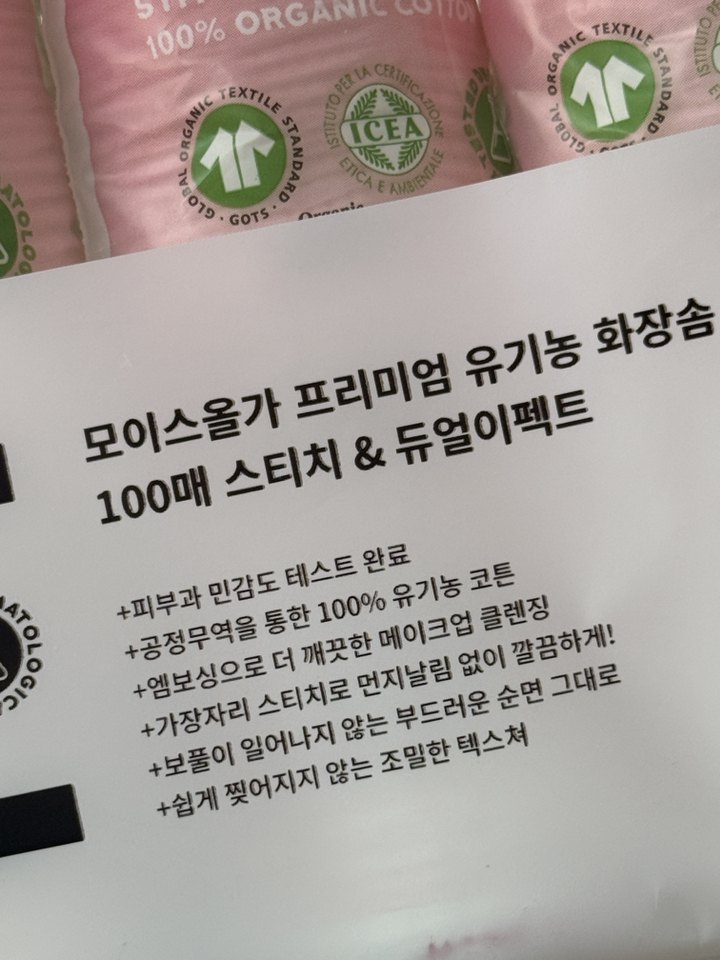 100% ORGANIC COTTON
GLOBAL ORGANIC TEXTILE STANDARD · GOTS ·
ISTITUTO PER LA CERTIFICAZIONE ETICA E AMBIENTALE
ICEA
TESTED
GLOBAL ORGANIC TEXTILE STANDARD
ISTITUTO
Organic
모이스올가 프리미엄 유기농 화장솜
100매 스티치 & 듀얼이펙트
+피부과 민감도 테스트 완료
+공정무역을 통한 100% 유기농 코튼
+엠보싱으로 더 깨끗한 메이크업 클렌징
+가장자리 스티치로 먼지날림 없이 깔끔하게!
+보풀이 일어나지 않는 부드러운 순면 그대로
+쉽게 찢어지지 않는 조밀한 텍스쳐